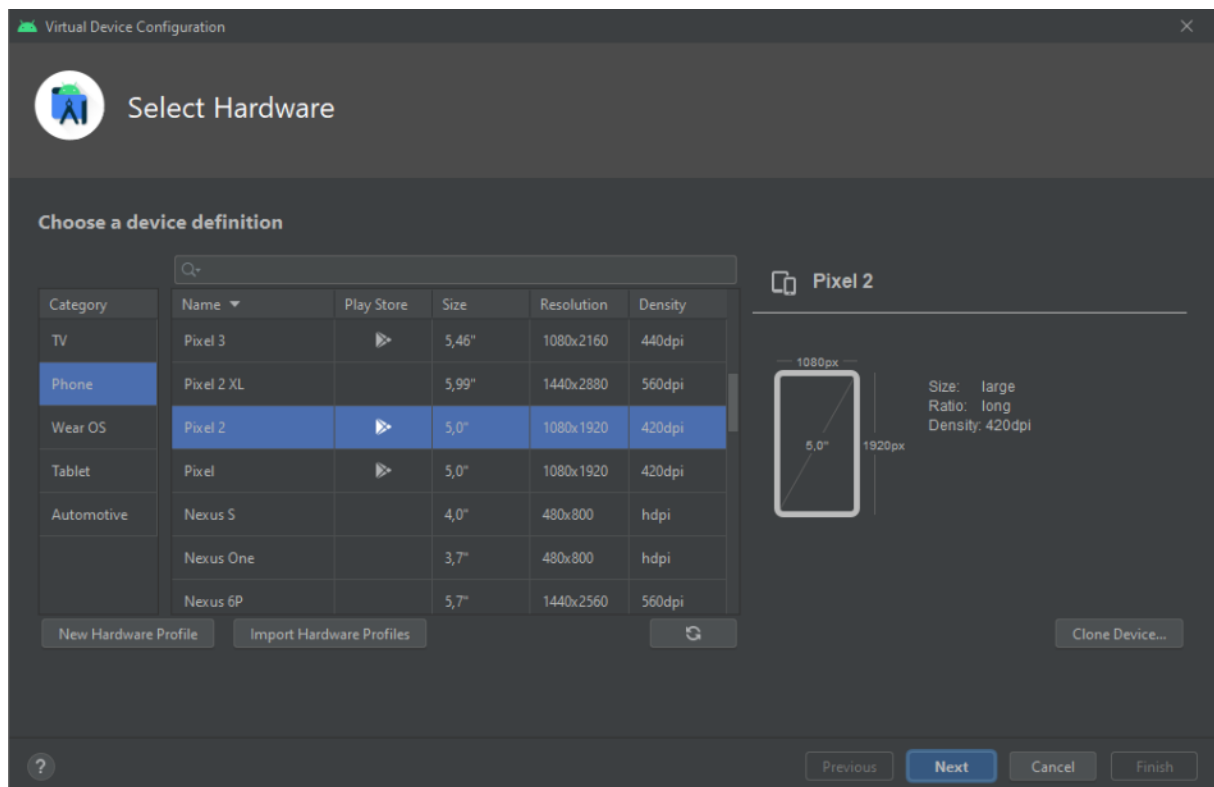 Virtual Device Configuration
Select Hardware
Choose a device definition
Category
TV
Phone
Wear OS
Tablet
Automotive
Name Play Store Size Resolution Density
Pixel 3 5,46" 1080x2160 440dpi
Pixel 2 XL 5,99" 1440x2880 560dpi
Pixel 2 5,0" 1080x1920 420dpi
Pixel 5,0" 1080x1920 420dpi
Nexus S 4,0" 480x800 hdpi
Nexus One 3,7" 480x800 hdpi
Nexus 6P 5,7" 1440x2560 560dpi
New Hardware Profile Import Hardware Profiles
Pixel 2
1080px
5,0"
1920px
Size: large
Ratio: long
Density: 420dpi
Clone Device...
? Previous Next Cancel Finish